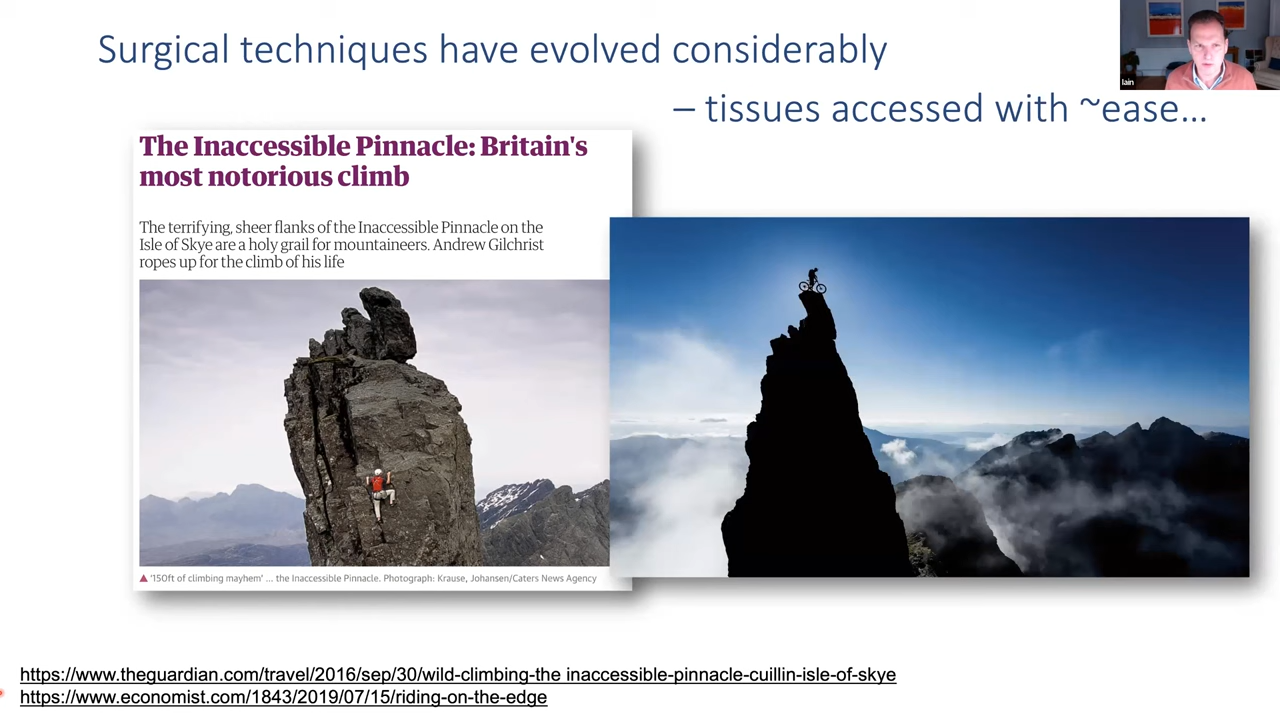 Surgical techniques have evolved considerably
– tissues accessed with ~ease...
Iain
The Inaccessible Pinnacle: Britain's
most notorious climb
The terrifying, sheer flanks of the Inaccessible Pinnacle on the
Isle of Skye are a holy grail for mountaineers. Andrew Gilchrist
ropes up for the climb of his life
▲ '150ft of climbing mayhem' ... the Inaccessible Pinnacle. Photograph: Krause, Johansen/Caters News Agency
https://www.theguardian.com/travel/2016/sep/30/wild-climbing-the inaccessible-pinnacle-cuillin-isle-of-skye
https://www.economist.com/1843/2019/07/15/riding-on-the-edge